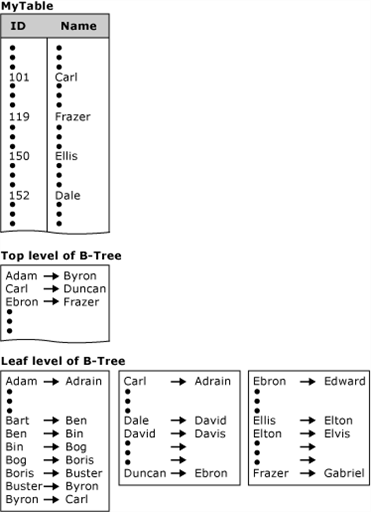 MyTable
ID Name
101 Carl
119 Frazer
150 Ellis
152 Dale
Top level of B-Tree
Adam → Byron
Carl → Duncan
Ebron → Frazer
Leaf level of B-Tree
Adam → Adrain
Bart → Ben
Ben → Bin
Bin → Bog
Bog → Boris
Boris → Buster
Buster → Byron
Byron → Carl
Carl → Adrain
Dale → David
David → Davis
→
→
Duncan → Ebron
Ebron → Edward
Ellis → Elton
Elton → Elvis
→
→
Frazer → Gabriel